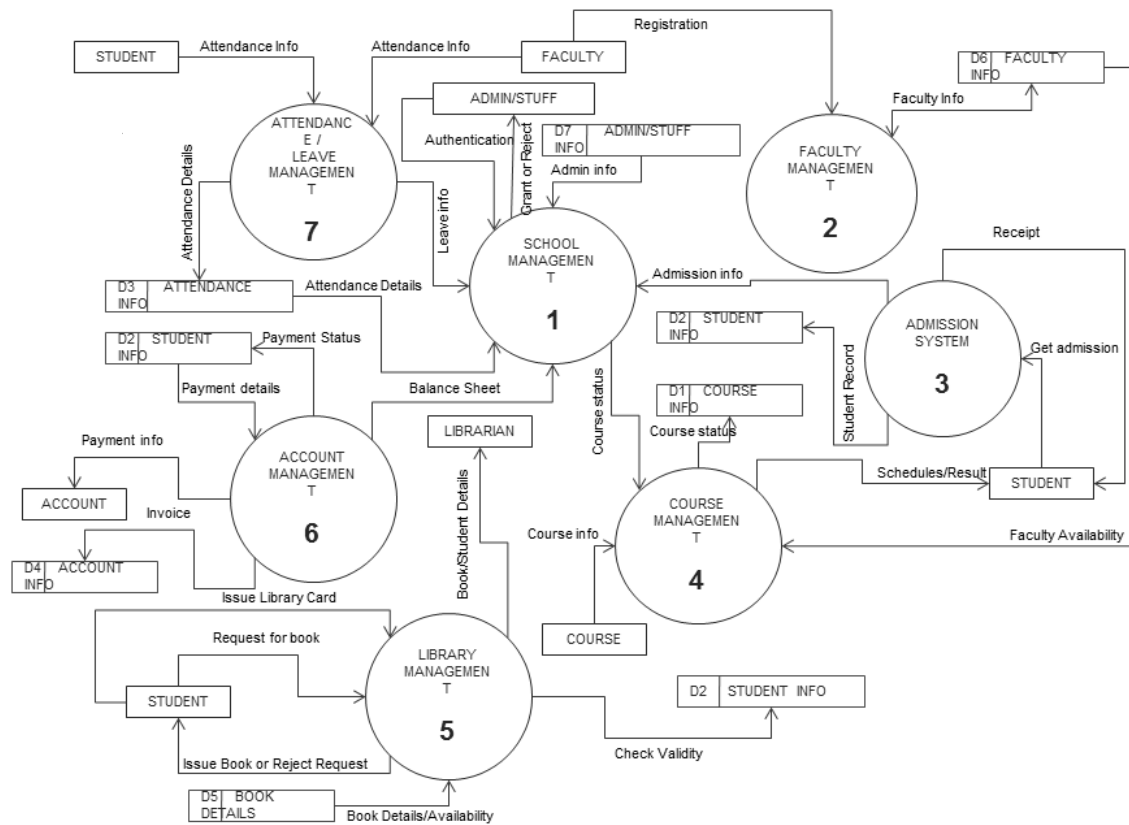 Registration
STUDENT
Attendance Info
Attendance Info
FACULTY
D6 FACULTY
INFO
Faculty Info
ADMIN/STUFF
Authentication
Grant or Reject
D7 ADMIN/STUFF
INFO
Admin info
ATTENDANC
E /
LEAVE
MANAGEMEN
T
7
FACULTY
MANAGEMEN
T
2
Attendance Details
Leave info
SCHOOL
MANAGEMEN
T
1
Receipt
Admission info
D3 ATTENDANCE
INFO
Attendance Details
D2 STUDENT
INFO
Payment Status
Payment details
Balance Sheet
D2 STUDENT
INFO
ADMISSION
SYSTEM
3
Get admission
Student Record
Course status
D1 COURSE
INFO
Course status
LIBRARIAN
Payment info
ACCOUNT
MANAGEMEN
T
6
ACCOUNT
Invoice
D4 ACCOUNT
INFO
Book/Student Details
Schedules/Result
STUDENT
COURSE
MANAGEMEN
T
4
Course info
Faculty Availability
COURSE
Issue Library Card
Request for book
STUDENT
LIBRARY
MANAGEMEN
T
5
D2 STUDENT INFO
Check Validity
Issue Book or Reject Request
D5 BOOK
DETAILS
Book Details/Availability